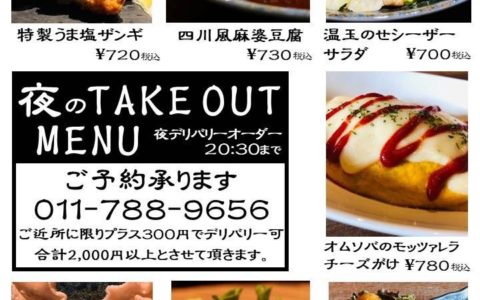 特製うま塩ザンギ
¥720税込
四川風麻婆豆腐
¥730税込
温玉のせシーザー
サラダ ¥700税込
夜のTAKE OUT
MENU 夜デリバリーオーダー
20:30まで
ご予約承ります
011-788-9656
ご近所に限りプラス300円でデリバリー可
合計2,000円以上とさせて頂きます。
オムソバのモッツァレラ
チーズがけ ¥780税込